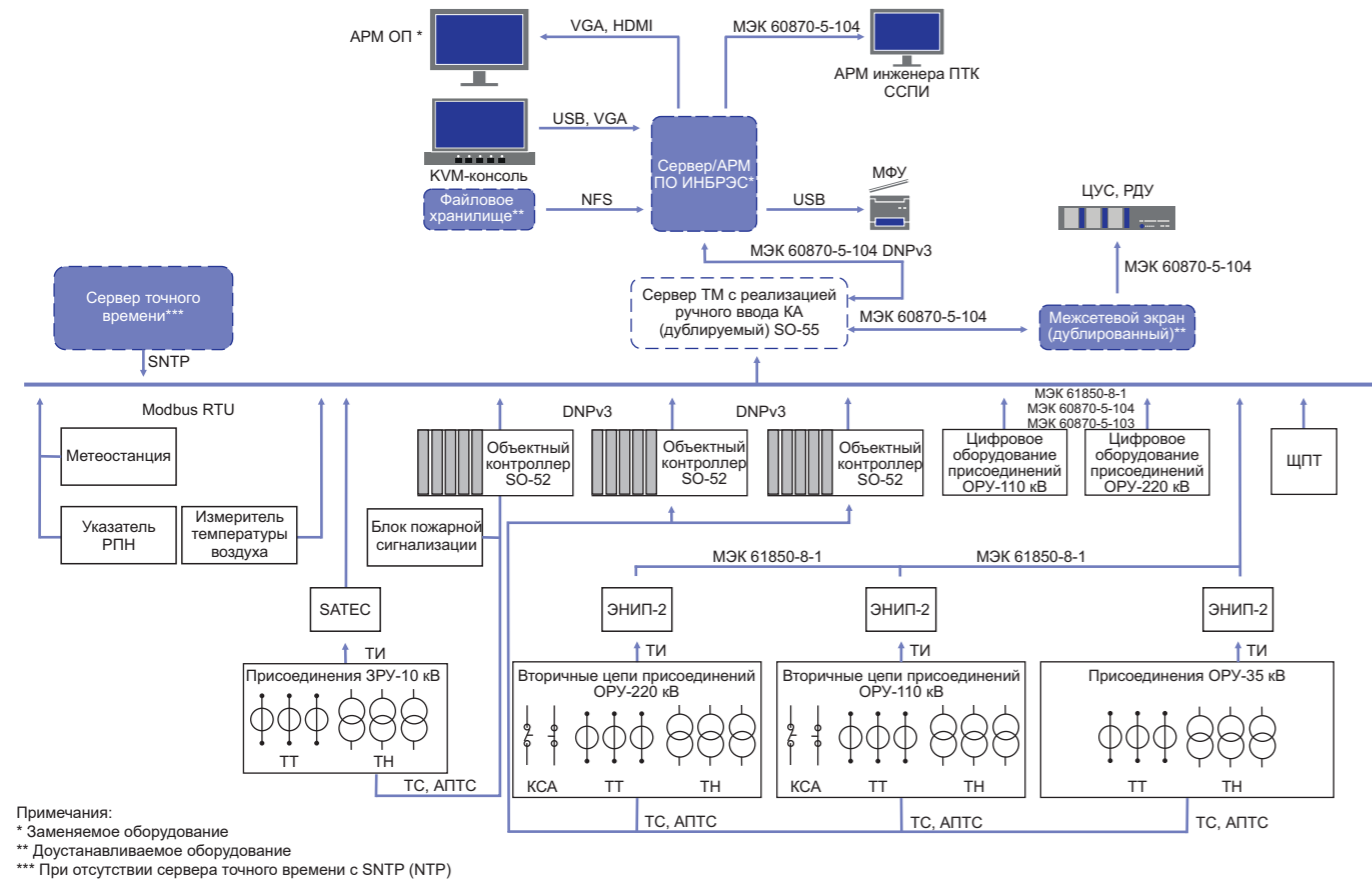 АРМ ОП *
VGA, HDMI
МЭК 60870-5-104
АРМ инженера ПТК
ССПИ
USB, VGA
KVM-консоль
Сервер/АРМ
ПО ИНБРЭС*
Файловое
хранилище**
NFS
USB
МФУ
ЦУС, РДУ
МЭК 60870-5-104 DNPv3
МЭК 60870-5-104
Сервер точного
времени***
SNTP
Сервер ТМ с реализацией
ручного ввода КА
(дублируемый) SO-55
МЭК 60870-5-104
Межсетевой экран
(дублированный)**
Modbus RTU
DNPv3
DNPv3
МЭК 61850-8-1
МЭК 60870-5-104
МЭК 60870-5-103
Метеостанция
Объектный
контроллер
SO-52
Объектный
контроллер
SO-52
Объектный
контроллер
SO-52
Цифровое
оборудование
присоединений
ОРУ-110 кВ
Цифровое
оборудование
присоединений
ОРУ-220 кВ
ЩПТ
Указатель
РПН
Измеритель
температуры
воздуха
Блок пожарной
сигнализации
МЭК 61850-8-1
МЭК 61850-8-1
SATEC
ЭНИП-2
ЭНИП-2
ЭНИП-2
ТИ
ТИ
ТИ
ТИ
Присоединения ЗРУ-10 кВ
ТТ
ТН
Вторичные цепи присоединений
ОРУ-220 кВ
КСА
ТТ
ТН
Вторичные цепи присоединений
ОРУ-110 кВ
КСА
ТТ
ТН
Присоединения ОРУ-35 кВ
ТТ
ТН
ТС, АПТС
ТС, АПТС
ТС, АПТС
ТС, АПТС
Примечания:
* Заменяемое оборудование
** Доустанавливаемое оборудование
*** При отсутствии сервера точного времени с SNTP (NTP)